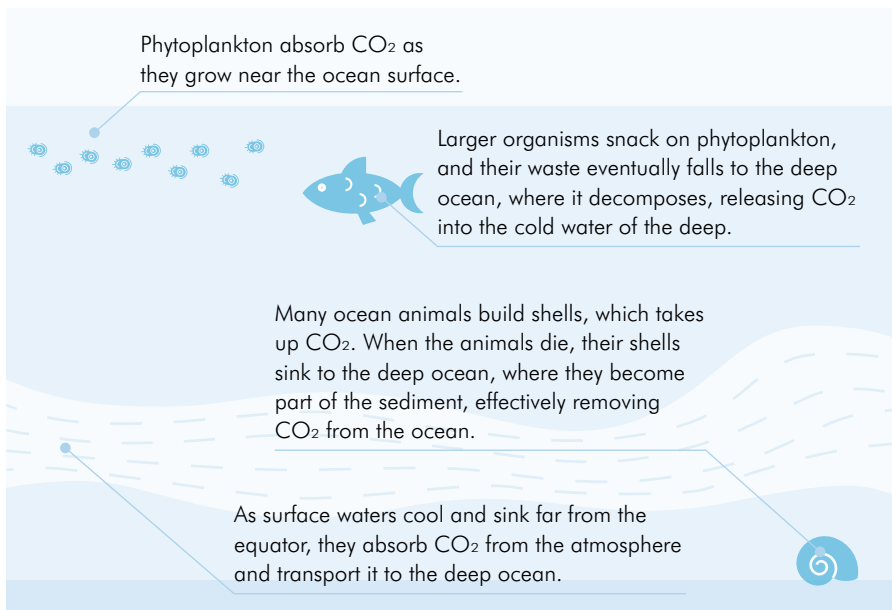 Phytoplankton absorb CO₂ as
they grow near the ocean surface.
Larger organisms snack on phytoplankton,
and their waste eventually falls to the deep
ocean, where it decomposes, releasing CO₂
into the cold water of the deep.
Many ocean animals build shells, which takes
up CO₂. When the animals die, their shells
sink to the deep ocean, where they become
part of the sediment, effectively removing
CO₂ from the ocean.
As surface waters cool and sink far from the
equator, they absorb CO₂ from the atmosphere
and transport it to the deep ocean.